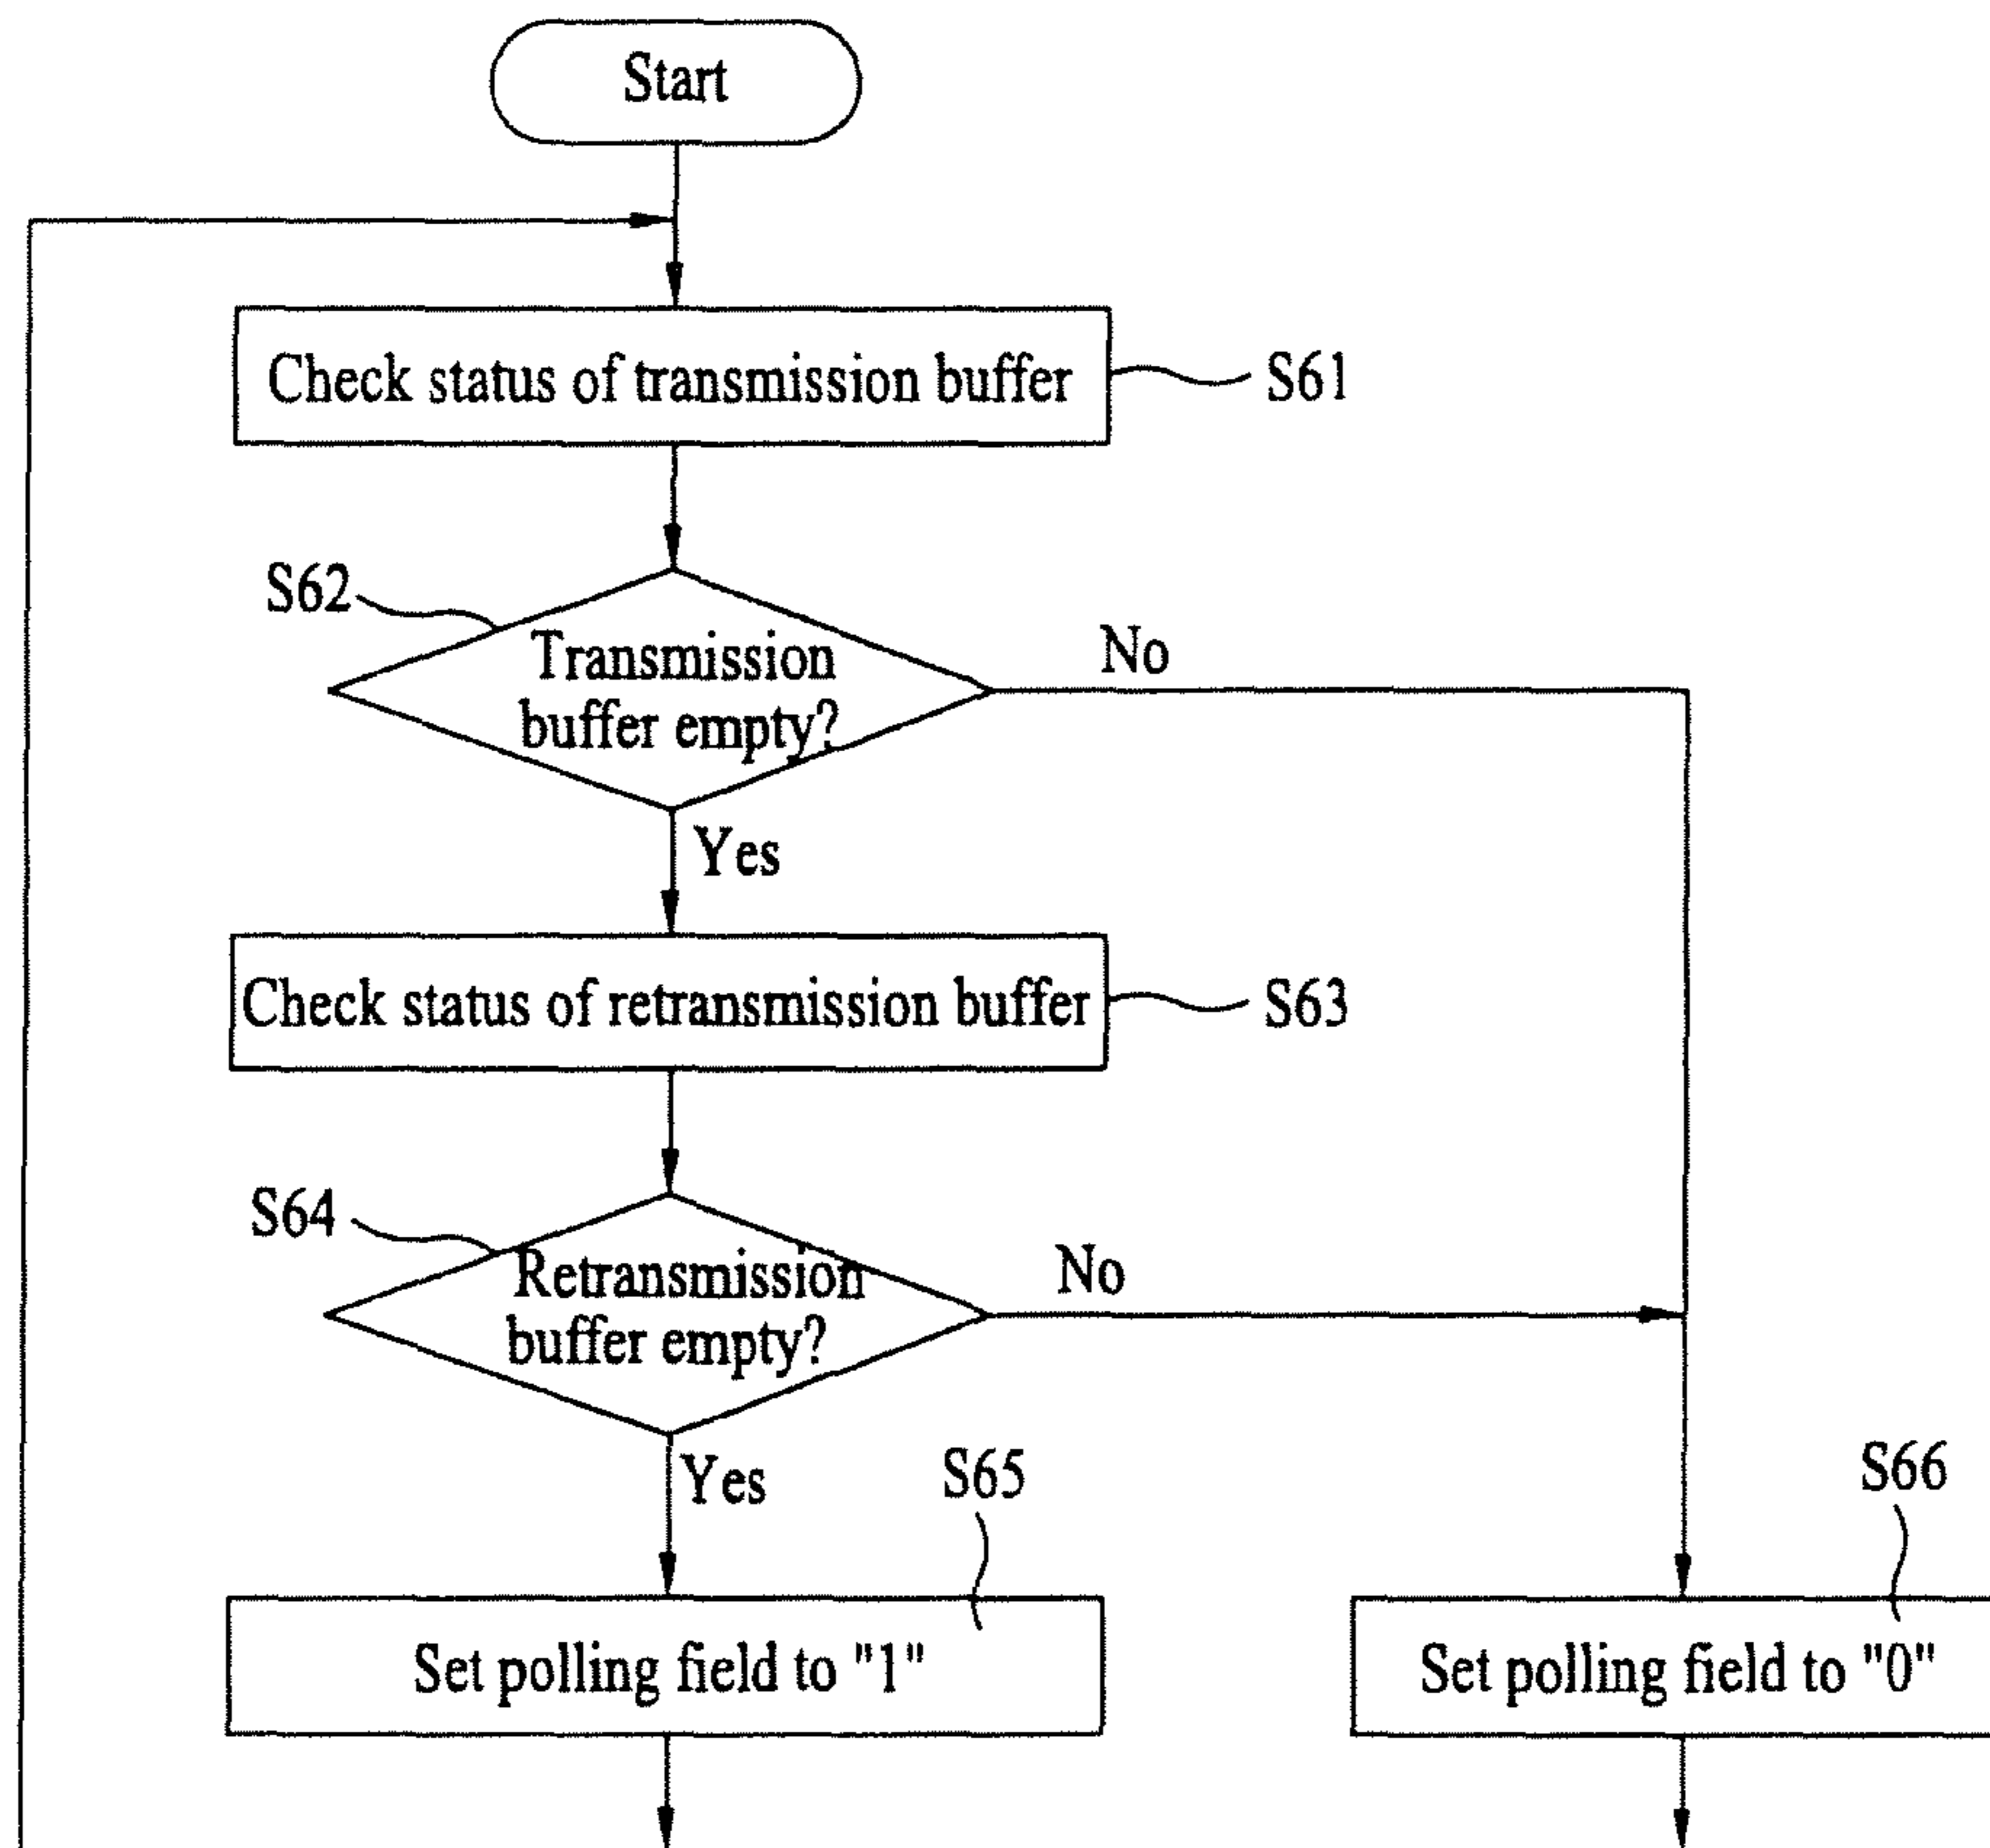 Start
Check status of transmission buffer
S61
S62
Transmission
buffer empty?
No
Yes
Check status of retransmission buffer
S63
S64
Retransmission
buffer empty?
No
Yes
S65
S66
Set polling field to "1"
Set polling field to "0"